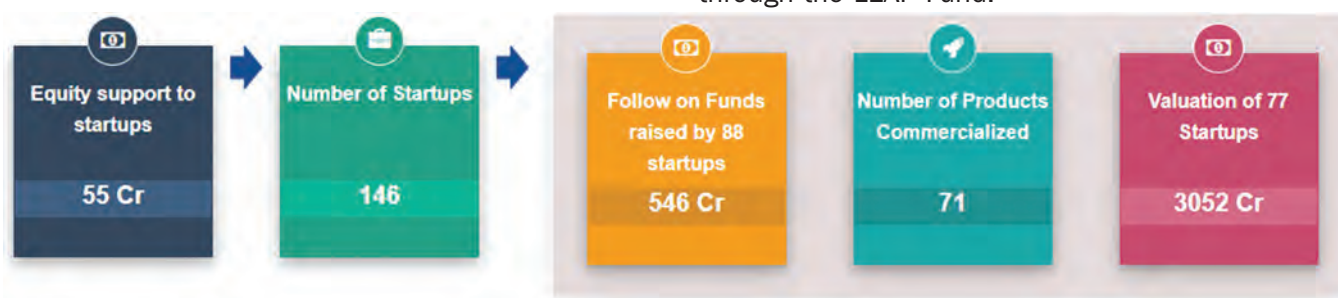 Equity support to
startups
55 Cr
Number of Startups
146
Follow on Funds
raised by 88
startups
546 Cr
Number of Products
Commercialized
71
Valuation of 77
Startups
3052 Cr